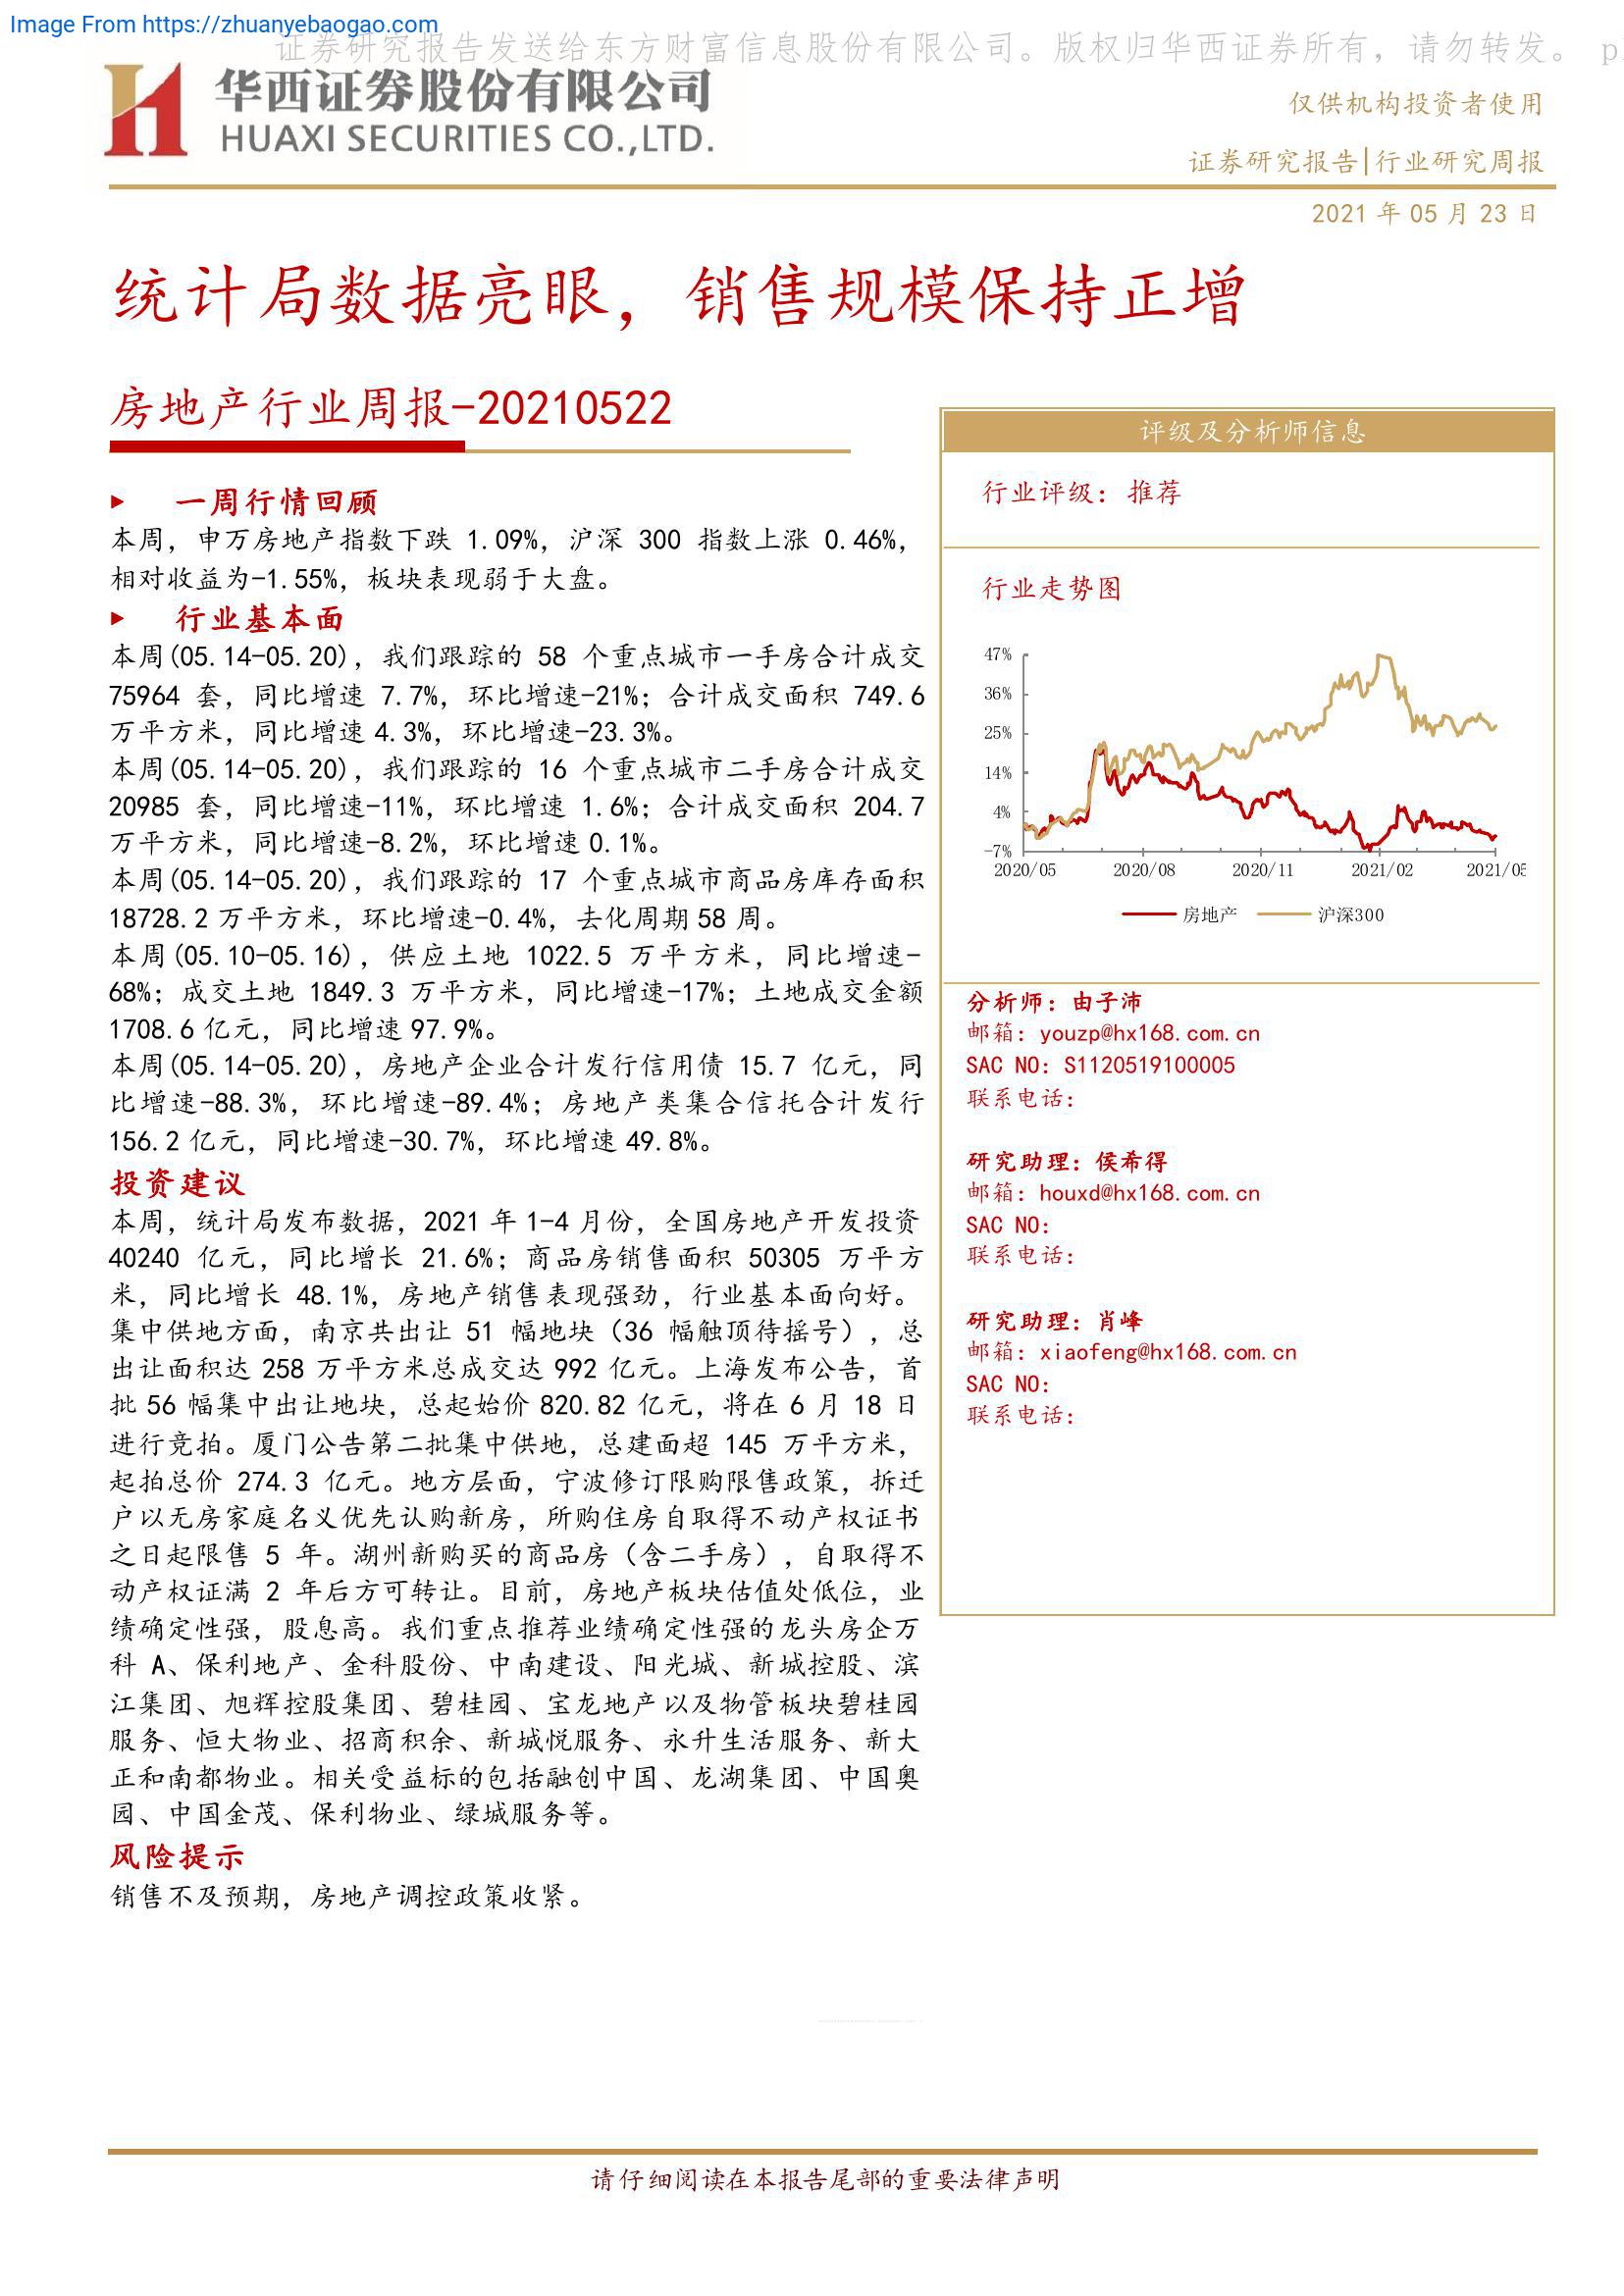 Image From https://zhuanyebaogao.com
证券研究报告发送给东方财富信息股份有限公司。版权归华西证券所有，请勿转发。 p
华西证券股份有限公司
HUAXI SECURITIES CO.,LTD.
仅供机构投资者使用
证券研究报告|行业研究周报
2021 年 05 月 23 日
统计局数据亮眼，销售规模保持正增
房地产行业周报-20210522
一周行情回顾
本周，申万房地产指数下跌 1.09%，沪深 300 指数上涨 0.46%，
相对收益为-1.55%，板块表现弱于大盘。
行业基本面
本周(05.14-05.20)，我们跟踪的 58 个重点城市一手房合计成交
75964 套，同比增速 7.7%，环比增速-21%；合计成交面积 749.6
万平方米，同比增速 4.3%，环比增速-23.3%。
本周(05.14-05.20)，我们跟踪的 16 个重点城市二手房合计成交
20985 套，同比增速-11%，环比增速 1.6%；合计成交面积 204.7
万平方米，同比增速-8.2%，环比增速 0.1%。
本周(05.14-05.20)，我们跟踪的 17 个重点城市商品房库存面积
18728.2 万平方米，环比增速-0.4%，去化周期 58 周。
本周(05.10-05.16)，供应土地 1022.5 万平方米，同比增速-
68%；成交土地 1849.3 万平方米，同比增速-17%；土地成交金额
1708.6 亿元，同比增速 97.9%。
本周(05.14-05.20)，房地产企业合计发行信用债 15.7 亿元，同
比增速-88.3%，环比增速-89.4%；房地产类集合信托合计发行
156.2 亿元，同比增速-30.7%，环比增速 49.8%。
投资建议
本周，统计局发布数据，2021 年 1-4 月份，全国房地产开发投资
40240 亿元，同比增长 21.6%；商品房销售面积 50305 万平方
米，同比增长 48.1%，房地产销售表现强劲，行业基本面向好。
集中供地方面，南京共出让 51 幅地块（36 幅触顶待摇号），总
出让面积达 258 万平方米总成交达 992 亿元。上海发布公告，首
批 56 幅集中出让地块，总起始价 820.82 亿元，将在 6 月 18 日
进行竞拍。厦门公告第二批集中供地，总建面超 145 万平方米，
起拍总价 274.3 亿元。地方层面，宁波修订限购限售政策，拆迁
户以无房家庭名义优先认购新房，所购住房自取得不动产权证书
之日起限售 5 年。湖州新购买的商品房（含二手房），自取得不
动产权证满 2 年后方可转让。目前，房地产板块估值处低位，业
绩确定性强，股息高。我们重点推荐业绩确定性强的龙头房企万
科 A、保利地产、金科股份、中南建设、阳光城、新城控股、滨
江集团、旭辉控股集团、碧桂园、宝龙地产以及物管板块碧桂园
服务、恒大物业、招商积余、新城悦服务、永升生活服务、新大
正和南都物业。相关受益标的包括融创中国、龙湖集团、中国奥
园、中国金茂、保利物业、绿城服务等。
风险提示
销售不及预期，房地产调控政策收紧。
评级及分析师信息
行业评级：推荐
行业走势图
47%
36%
25%
14%
4%
-7%
2020/05 2020/08 2020/11 2021/02 2021/05
房地产 沪深300
分析师：由子沛
邮箱：youzp@hx168.com.cn
SAC NO：S1120519100005
联系电话：
研究助理：侯希得
邮箱：houxd@hx168.com.cn
SAC NO：
联系电话：
研究助理：肖峰
邮箱：xiaofeng@hx168.com.cn
SAC NO：
联系电话：
请仔细阅读在本报告尾部的重要法律声明